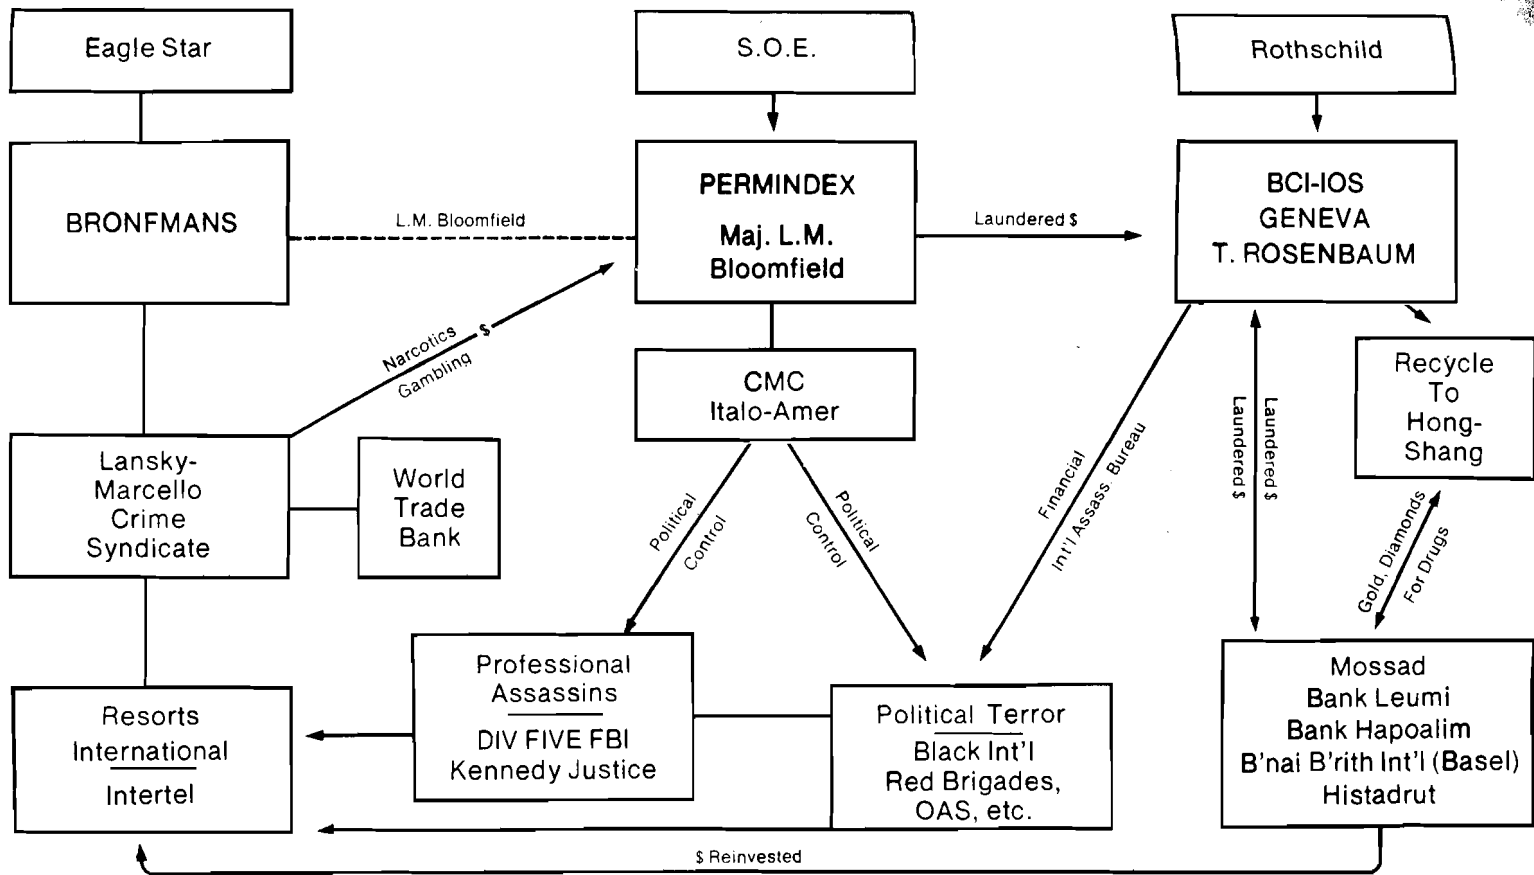 Eagle Star
S.O.E.
Rothschild
BRONFMANS
L.M. Bloomfield
PERMINDEX
Maj. L.M.
Bloomfield
Laundered $
BCI-IOS
GENEVA
T. ROSENBAUM
Narcotics $
Gambling
CMC
Italo-Amer
Recycle
To
Hong-
Shang
Lansky-
Marcello
Crime
Syndicate
World
Trade
Bank
Political
Control
Political
Control
Financial
Int'l Assass. Bureau
Laundered $
Laundered $
Gold, Diamonds
For Drugs
Resorts
International
Intertel
Professional
Assassins
DIV FIVE FBI
Kennedy Justice
Political Terror
Black Int'l
Red Brigades,
OAS, etc.
Mossad
Bank Leumi
Bank Hapoalim
B'nai B'rith Int'l (Basel)
Histadrut
$ Reinvested